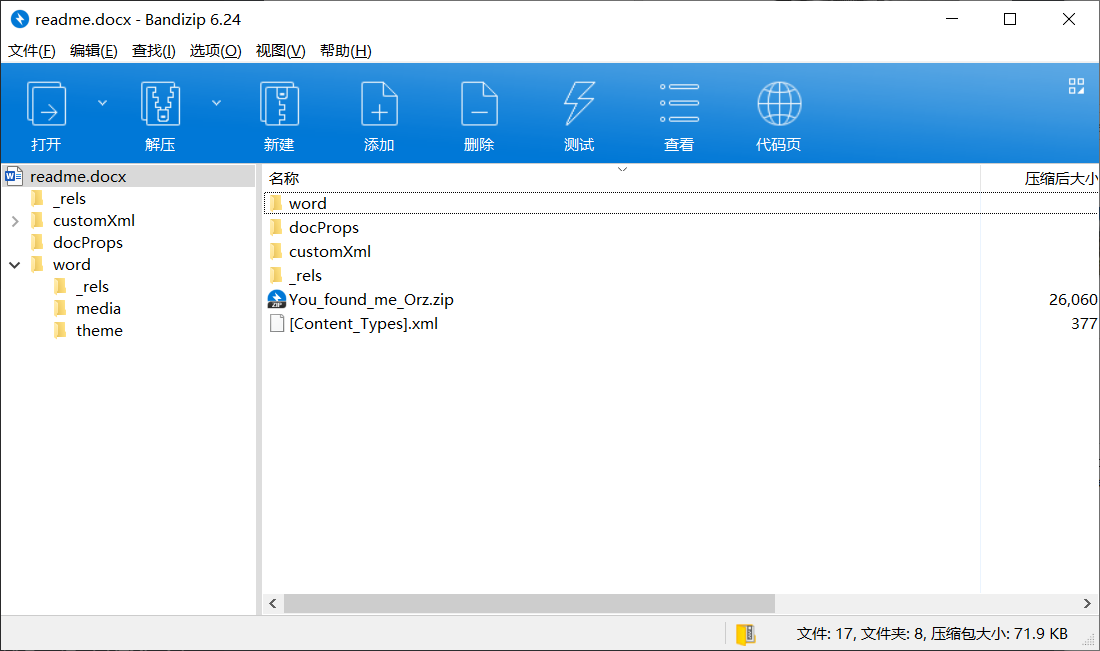 readme.docx - Bandizip 6.24
文件(F) 编辑(E) 查找(I) 选项(O) 视图(V) 帮助(H)
打开 解压 新建 添加 删除 测试 查看 代码页
readme.docx
_rels
customXml
docProps
word
_rels
media
theme
名称 压缩后大小
word
docProps
customXml
_rels
You_found_me_Orz.zip 26,060
[Content_Types].xml 377
文件: 17, 文件夹: 8, 压缩包大小: 71.9 KB